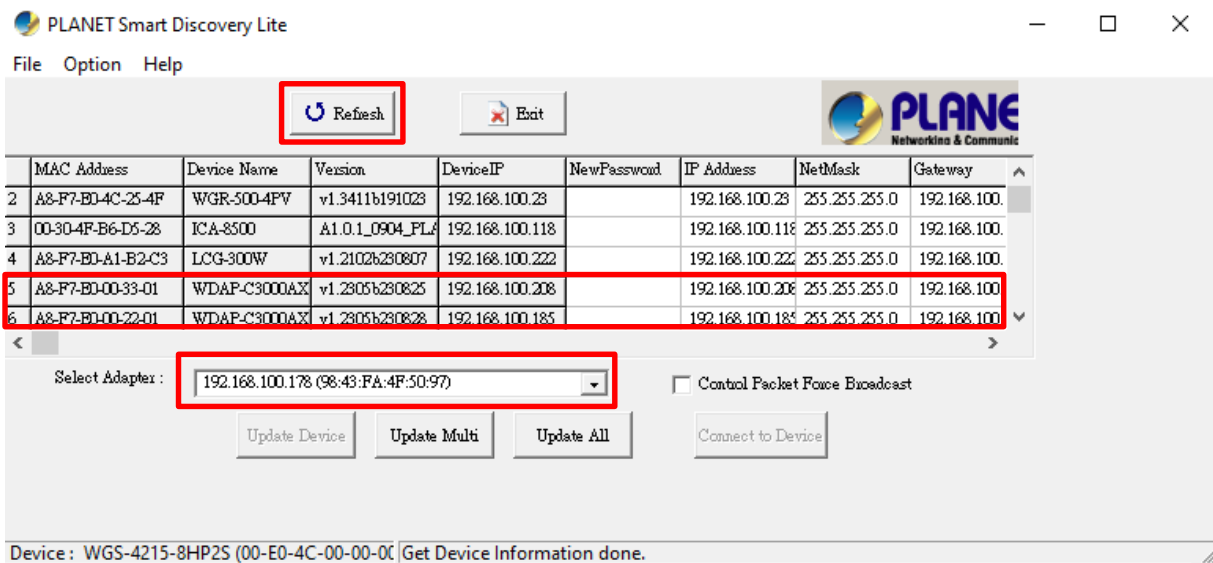 PLANET Smart Discovery Lite
File Option Help
Refresh Exit PLANE
Networking & Communic
MAC Address Device Name Version DeviceIP NewPassword IP Address NetMask Gateway
2 A8-F7-E0-4C-25-4F WGR-500-4PV v1.3411b191023 192.168.100.23 192.168.100.23 255.255.255.0 192.168.100.
3 00-30-4F-B6-D5-28 ICA-8500 A1.0.1_0904_PLA 192.168.100.118 192.168.100.118 255.255.255.0 192.168.100.
4 A8-F7-E0-A1-B2-C3 LCG-300W v1.2102b230807 192.168.100.222 192.168.100.222 255.255.255.0 192.168.100.
5 A8-F7-E0-00-33-01 WDAP-C3000AX v1.2305b230825 192.168.100.208 192.168.100.208 255.255.255.0 192.168.100
6 A8-F7-E0-00-22-01 WDAP-C3000AX v1.2305b230828 192.168.100.185 192.168.100.185 255.255.255.0 192.168.100
Select Adapter : 192.168.100.178 (98:43:FA:4F:50:97) Control Packet Force Broadcast
Update Device Update Multi Update All Connect to Device
Device : WGS-4215-8HP2S (00-E0-4C-00-00-0 Get Device Information done.